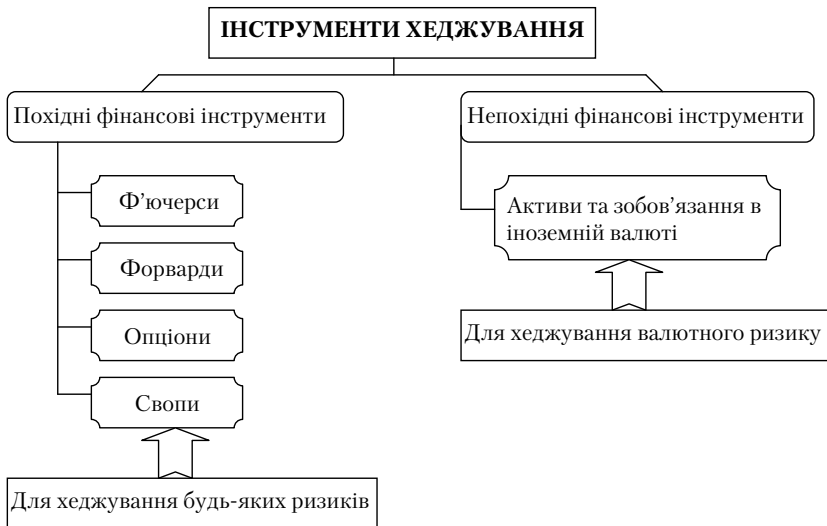 ІНСТРУМЕНТИ ХЕДЖУВАННЯ
Похідні фінансові інструменти
Непохідні фінансові інструменти
Ф’ючерси
Форварди
Опціони
Свопи
Для хеджування будь-яких ризиків
Активи та зобов’язання в
іноземній валюті
Для хеджування валютного ризику